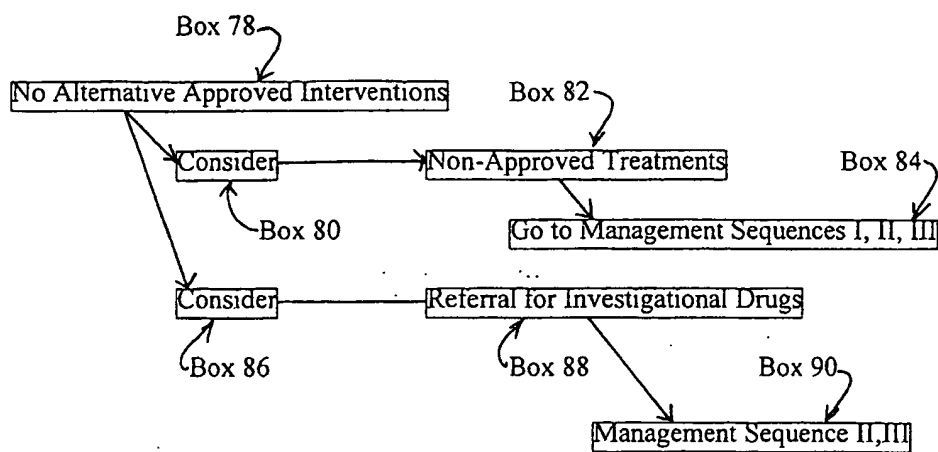 Box 78
No Alternative Approved Interventions
Box 82
Consider
Non-Approved Treatments
Box 84
Box 80
Go to Management Sequences I, II, III
Consider
Referral for Investigational Drugs
Box 86
Box 88
Box 90
Management Sequence II,III